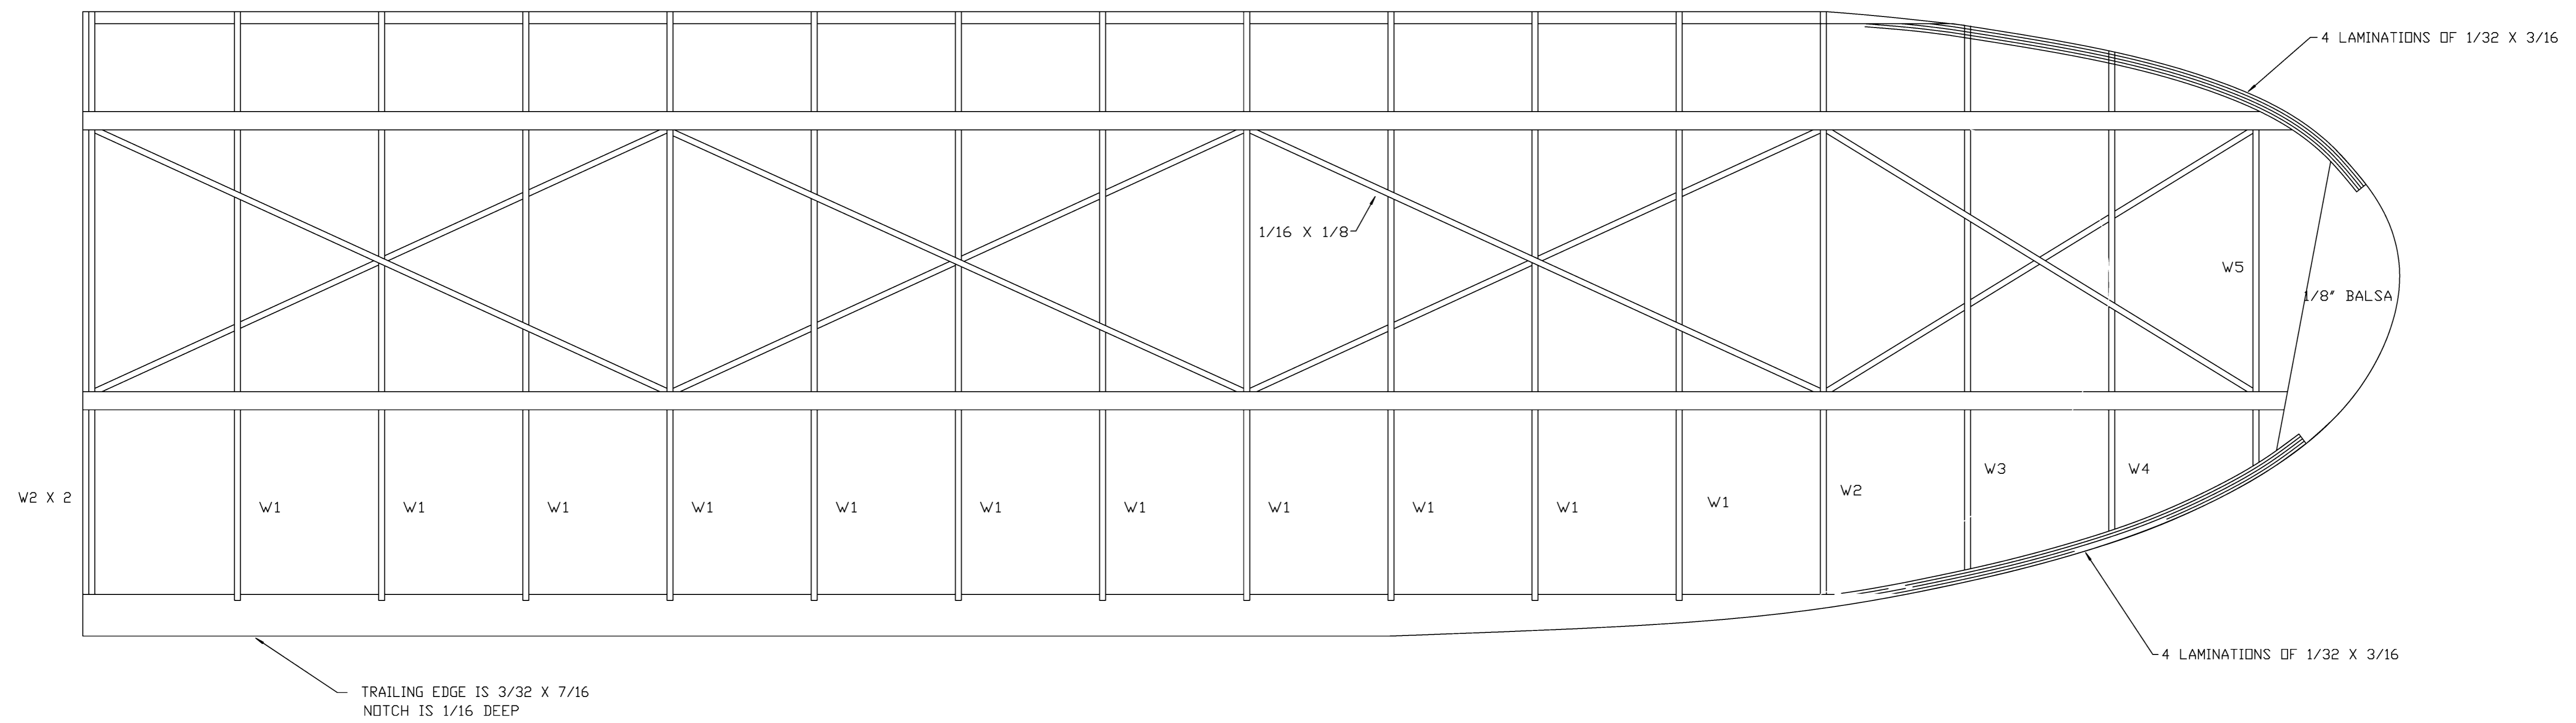 4 LAMINATIONS OF 1/32 X 3/16
1/16 X 1/8
W5
1/8" BALSA
W3
W4
W2
W2 X 2
W1
W1
W1
W1
W1
W1
W1
W1
W1
W1
W1
4 LAMINATIONS OF 1/32 X 3/16
TRAILING EDGE IS 3/32 X 7/16
NOTCH IS 1/16 DEEP